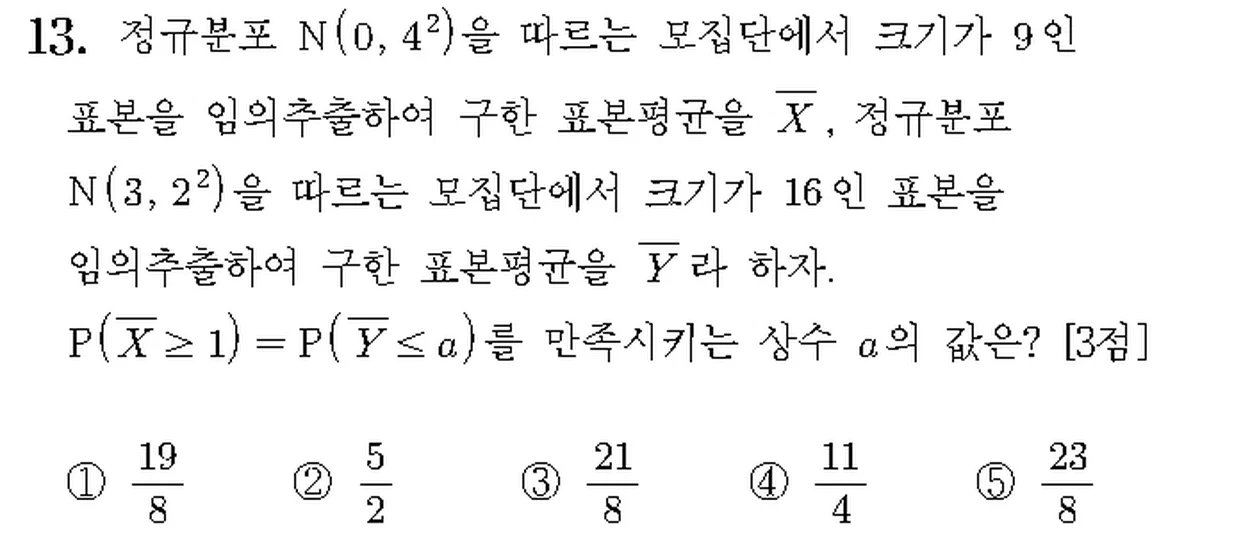 13. 정규분포 N(0, 4²)을 따르는 모집단에서 크기가 9인
표본을 임의추출하여 구한 표본평균을 X̅, 정규분포
N(3, 2²)을 따르는 모집단에서 크기가 16인 표본을
임의추출하여 구한 표본평균을 Y̅라 하자.
P(X̅ ≥ 1) = P(Y̅ ≤ a)를 만족시키는 상수 a의 값은? [3점]
① 19/8 ② 5/2 ③ 21/8 ④ 11/4 ⑤ 23/8